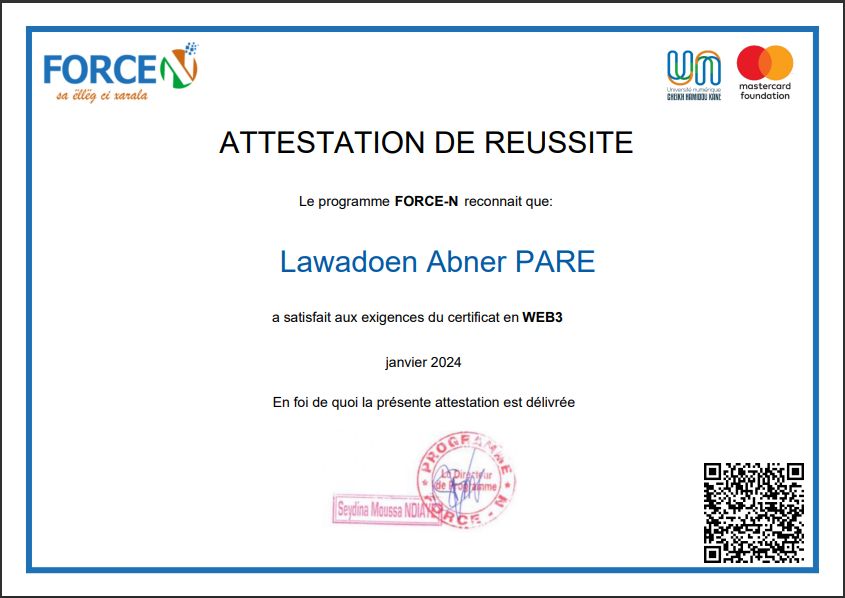 FORCE N
sa ëllëg ci xarala
Université numérique
CHEIKH HAMIDOU KANE
mastercard
foundation
ATTESTATION DE REUSSITE
Le programme FORCE-N reconnait que:
Lawadoen Abner PARE
a satisfait aux exigences du certificat en WEB3
janvier 2024
En foi de quoi la présente attestation est délivrée
PROGRAMME
Le Directeur
de Programme
FORCE - N
Seydina Moussa NDIAYE